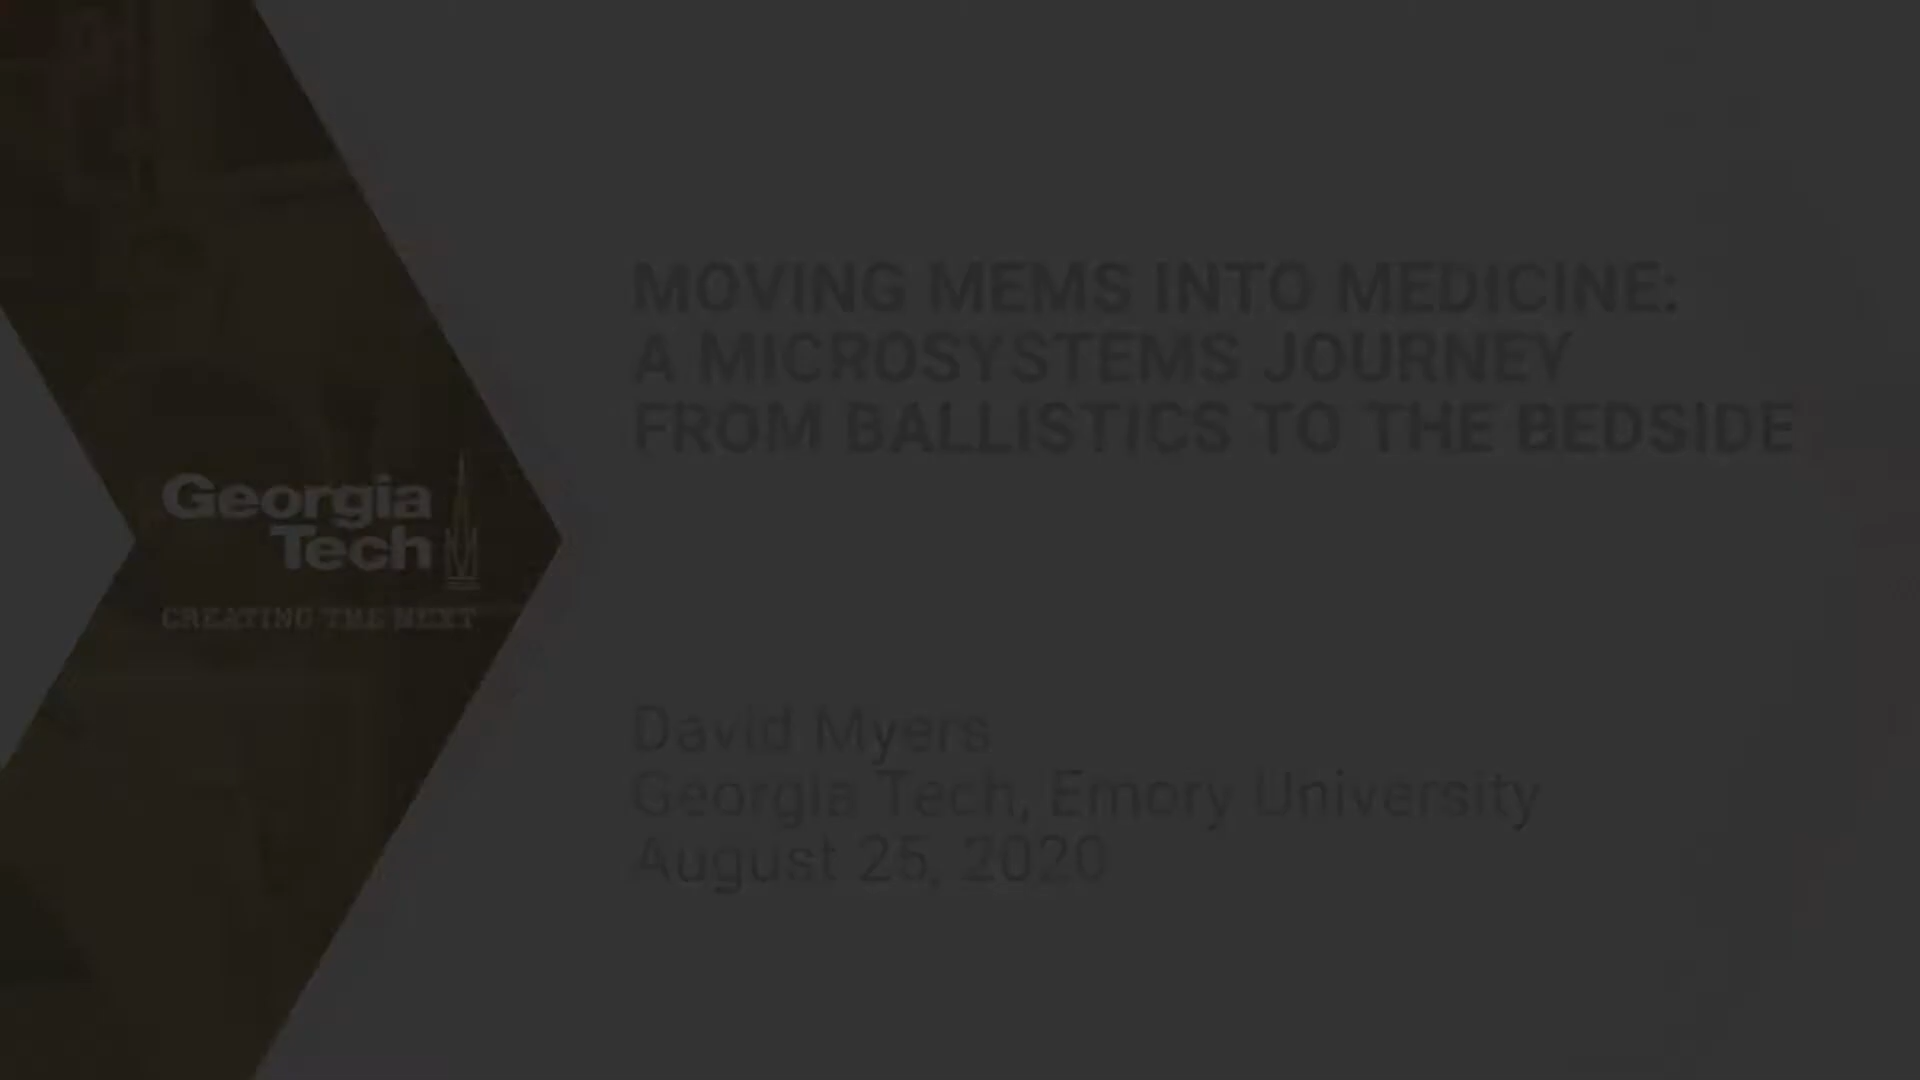 MOVING MEMS INTO MEDICINE:
A MICROSYSTEMS JOURNEY
FROM BALLISTICS TO THE BEDSIDE
Georgia
Tech
CREATING THE NEXT
David Myers
Georgia Tech, Emory University
August 25, 2020